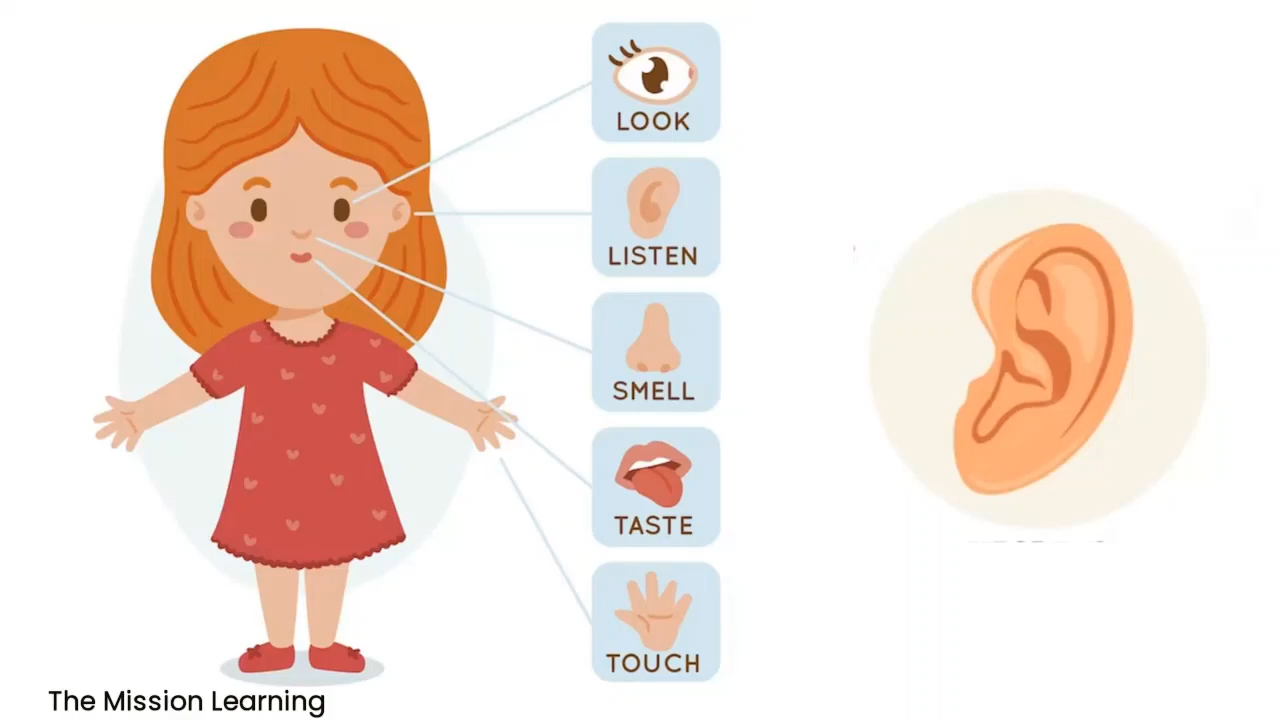 LOOK
LISTEN
SMELL
TASTE
TOUCH
The Mission Learning